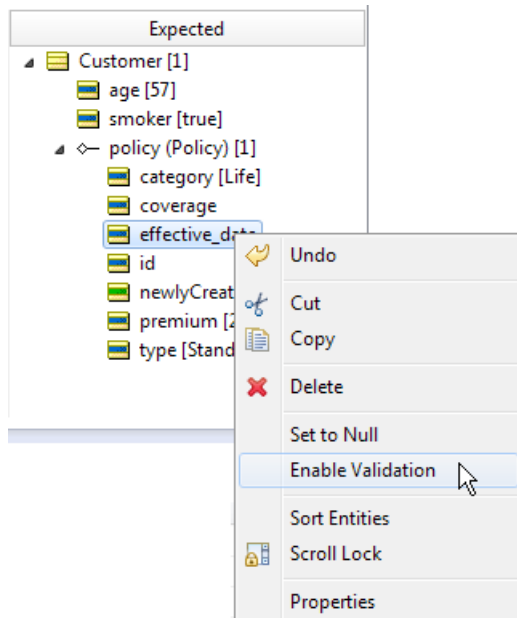 Expected
Customer [1]
age [57]
smoker [true]
policy (Policy) [1]
category [Life]
coverage
effective_date
id
newlyCreat
premium [2
type [Stand
Undo
Cut
Copy
Delete
Set to Null
Enable Validation
Sort Entities
Scroll Lock
Properties